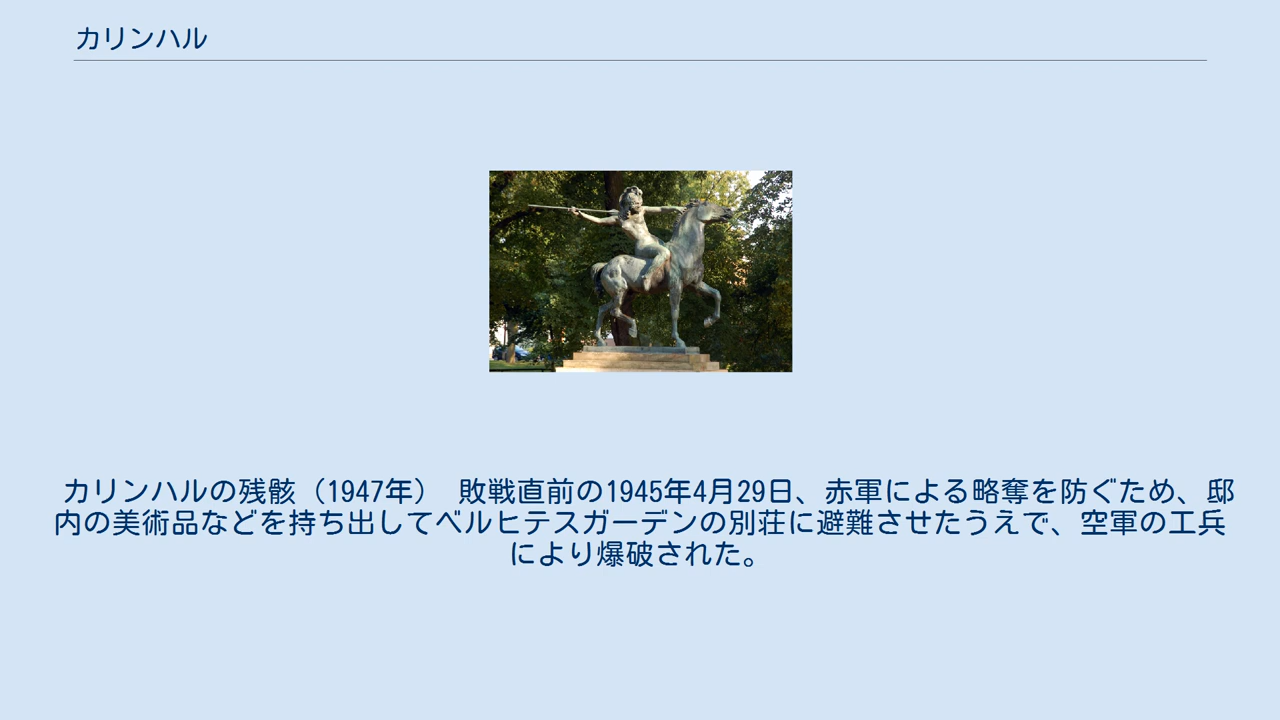 カリンハル
カリンハルの残骸（1947年） 敗戦直前の1945年4月29日、赤軍による略奪を防ぐため、邸
内の美術品などを持ち出してベルヒテスガーデンの別荘に避難させたうえで、空軍の工兵
により爆破された。